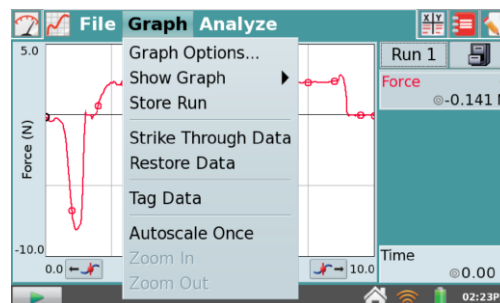 File Graph Analyze
X Y
5.0
Force (N)
-10.0
0.0
10.0
Graph Options...
Show Graph
Store Run
Strike Through Data
Restore Data
Tag Data
Autoscale Once
Zoom In
Zoom Out
Run 1
Force
-0.141
Time
0.00
02:23P